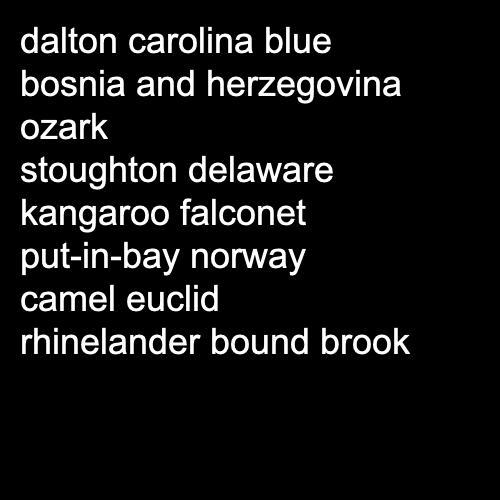 dalton carolina blue
bosnia and herzegovina
ozark
stoughton delaware
kangaroo falconet
put-in-bay norway
camel euclid
rhinelander bound brook